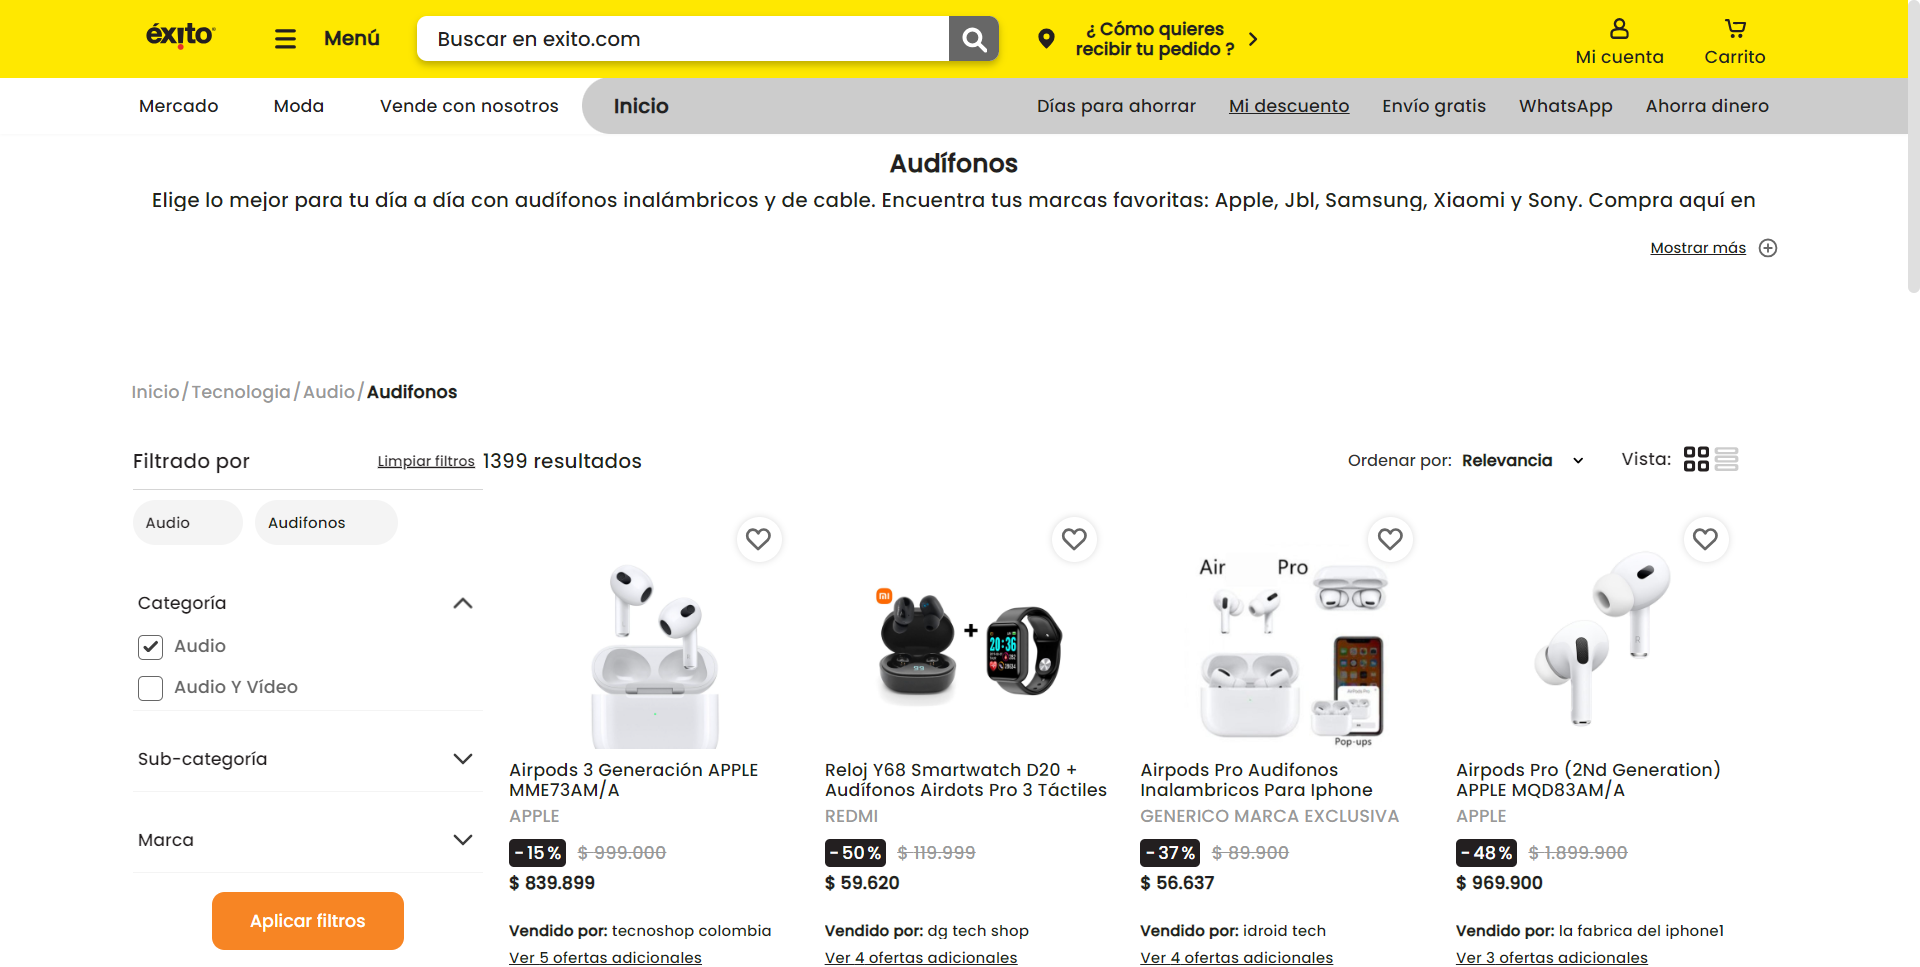 éxito
Menú
Buscar en exito.com
¿ Cómo quieres
recibir tu pedido ?
Mi cuenta
Carrito
Mercado
Moda
Vende con nosotros
Inicio
Días para ahorrar
Mi descuento
Envío gratis
WhatsApp
Ahorra dinero
Audífonos
Elige lo mejor para tu día a día con audífonos inalámbricos y de cable. Encuentra tus marcas favoritas: Apple, Jbl, Samsung, Xiaomi y Sony. Compra aquí en
Mostrar más
Inicio/Tecnologia/Audio/Audifonos
Filtrado por
Limpiar filtros
1399 resultados
Ordenar por: Relevancia
Vista:
Audio
Audifonos
Categoría
Audio
Audio Y Vídeo
Sub-categoría
Marca
Aplicar filtros
Airpods 3 Generación APPLE
MME73AM/A
APPLE
-15% $ 999.000
$ 839.899
Vendido por: tecnoshop colombia
Ver 5 ofertas adicionales
mi
+
20:36
Reloj Y68 Smartwatch D20 +
Audífonos Airdots Pro 3 Táctiles
REDMI
-50% $ 119.999
$ 59.620
Vendido por: dg tech shop
Ver 4 ofertas adicionales
Air Pro
Pop-ups
Airpods Pro Audifonos
Inalambricos Para Iphone
GENERICO MARCA EXCLUSIVA
-37% $ 89.900
$ 56.637
Vendido por: idroid tech
Ver 4 ofertas adicionales
Airpods Pro (2Nd Generation)
APPLE MQD83AM/A
APPLE
-48% $ 1.899.900
$ 969.900
Vendido por: la fabrica del iphone1
Ver 3 ofertas adicionales